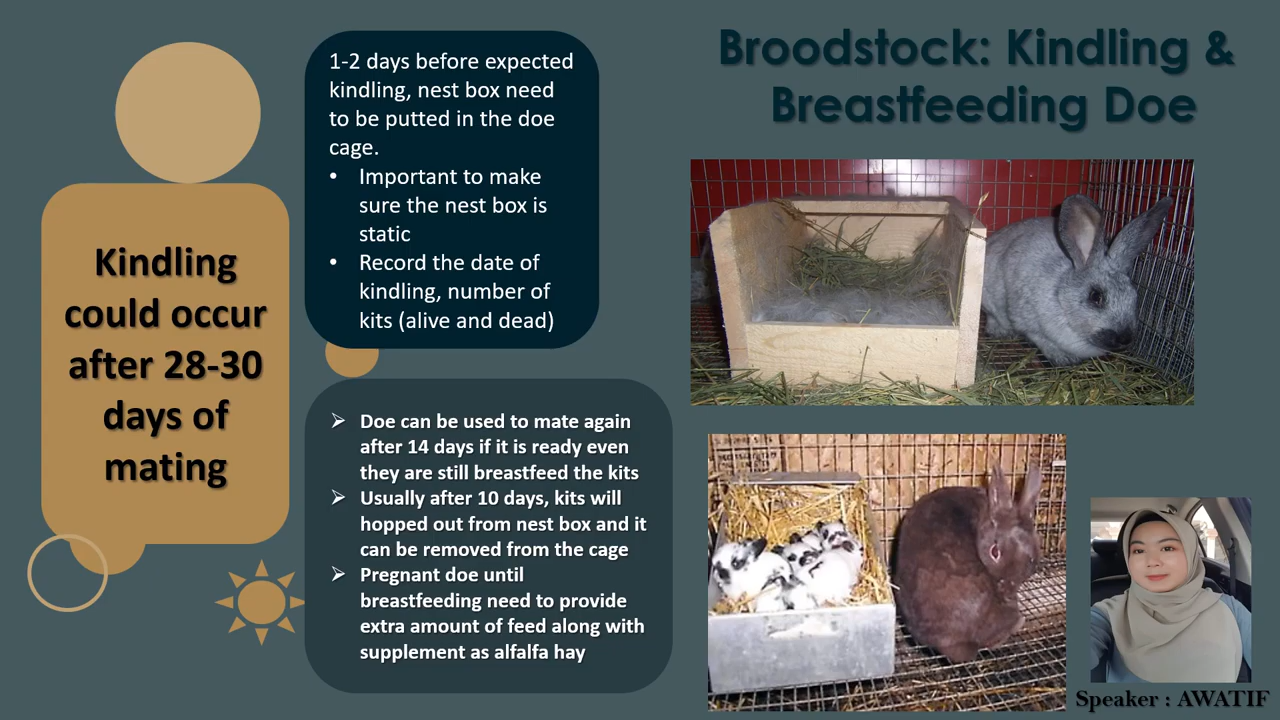 Broodstock: Kindling &
Breastfeeding Doe
Kindling
could occur
after 28-30
days of
mating
1-2 days before expected
kindling, nest box need
to be putted in the doe
cage.
• Important to make
sure the nest box is
static
• Record the date of
kindling, number of
kits (alive and dead)
➢ Doe can be used to mate again
after 14 days if it is ready even
they are still breastfeed the kits
➢ Usually after 10 days, kits will
hopped out from nest box and it
can be removed from the cage
➢ Pregnant doe until
breastfeeding need to provide
extra amount of feed along with
supplement as alfalfa hay
Speaker : AWATIF